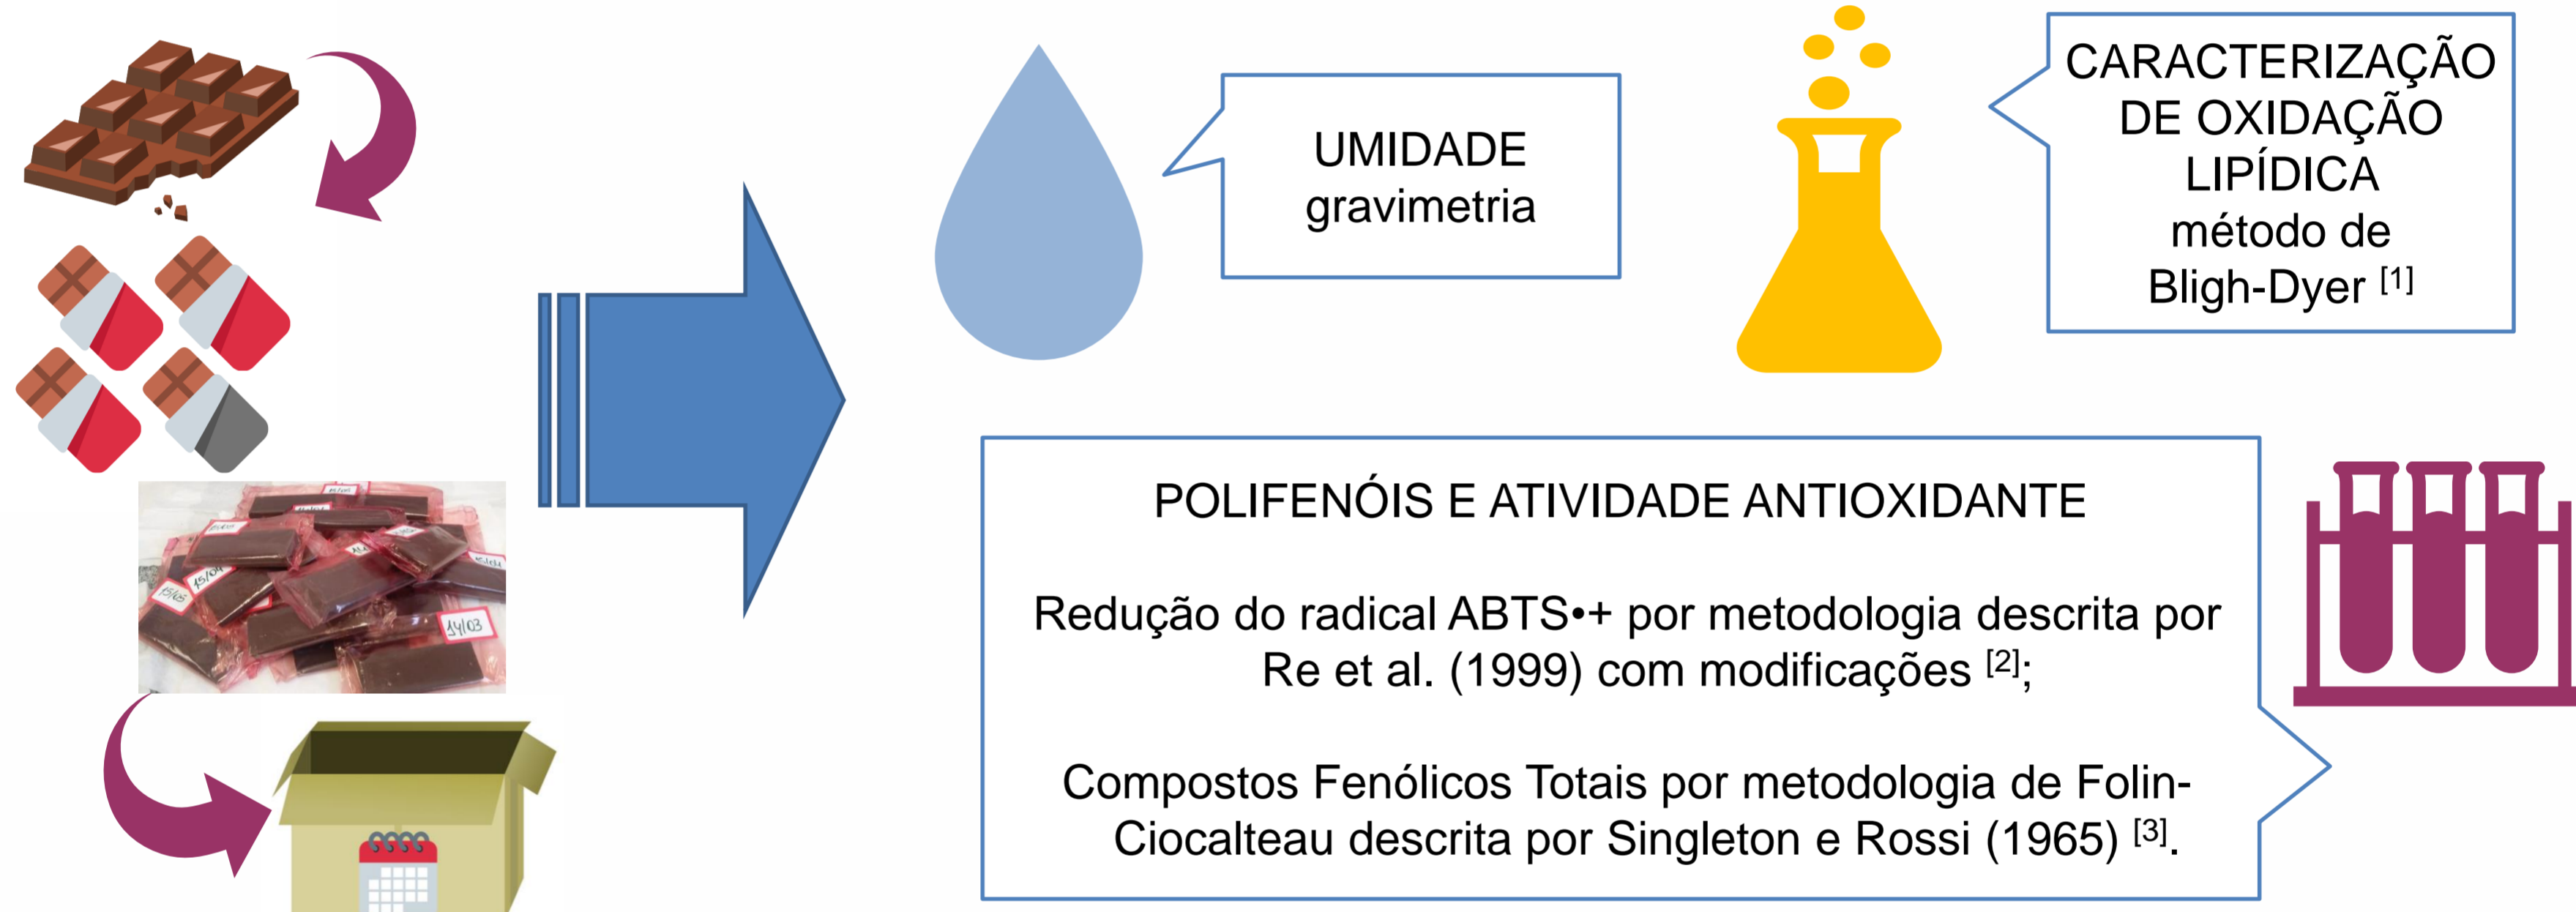 UMIDADE
gravimetria
CARACTERIZAÇÃO
DE OXIDAÇÃO
LIPÍDICA
método de
Bligh-Dyer [1]
15/04
15/03
14/03
POLIFENÓIS E ATIVIDADE ANTIOXIDANTE
Redução do radical ABTS•+ por metodologia descrita por
Re et al. (1999) com modificações [2];
Compostos Fenólicos Totais por metodologia de Folin-
Ciocalteau descrita por Singleton e Rossi (1965) [3].